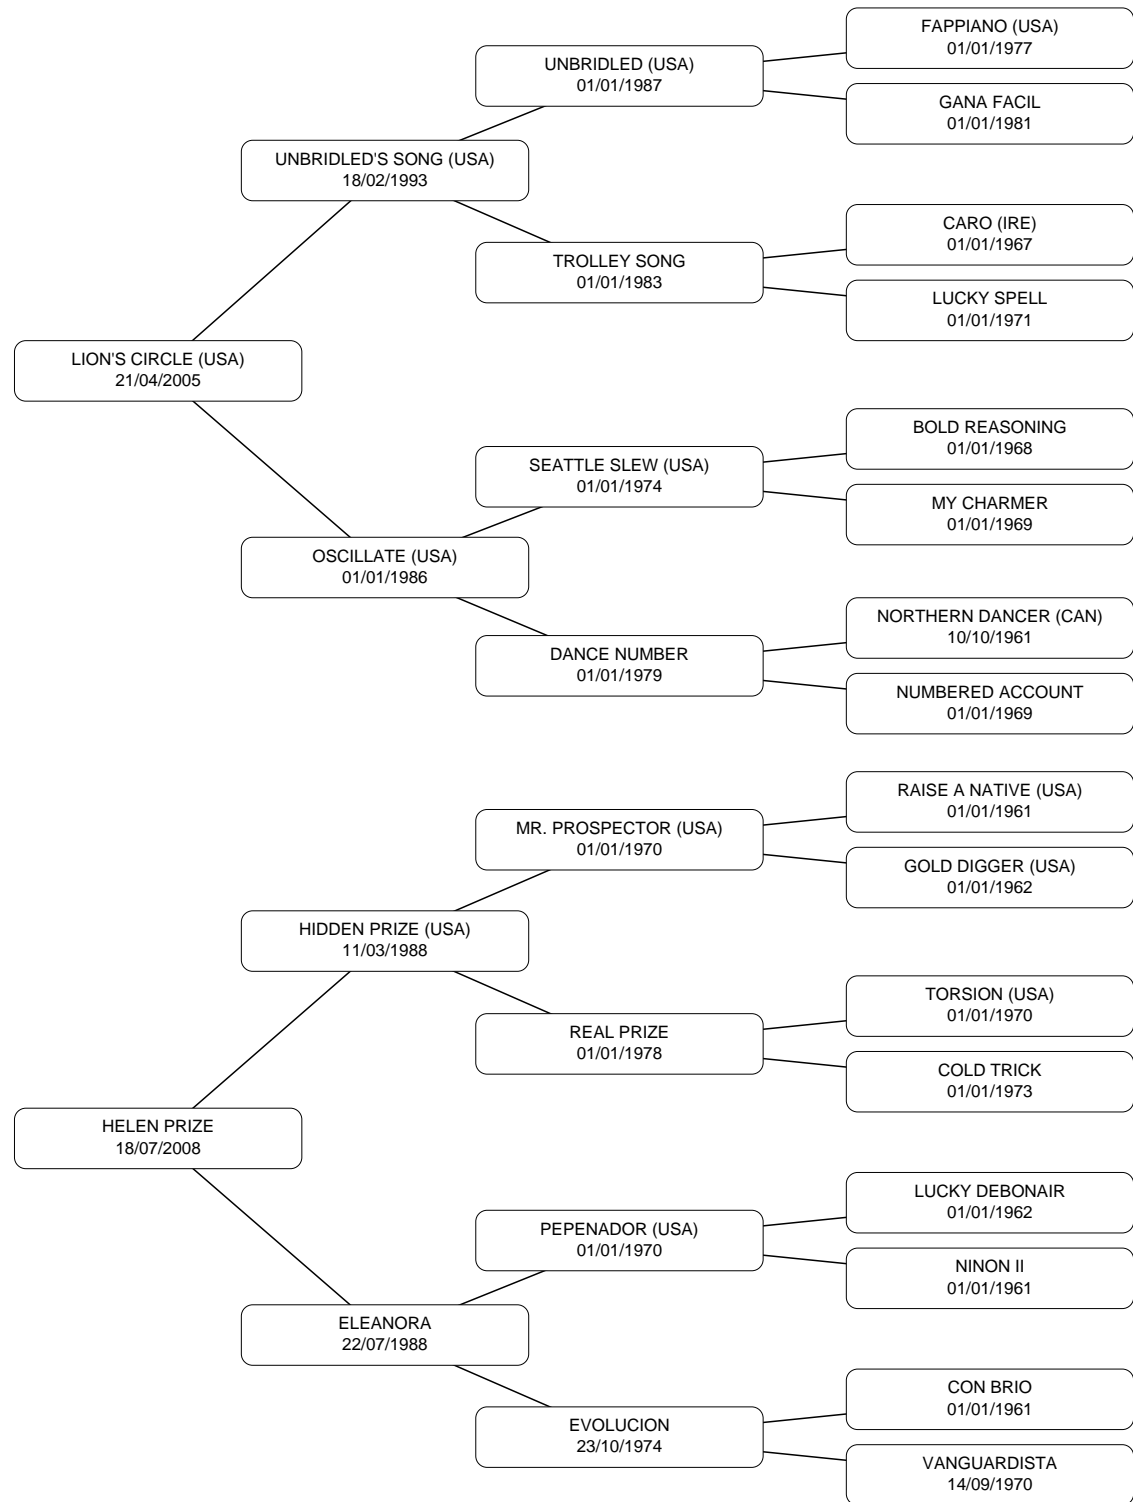 FAPPIANO (USA)
01/01/1977
UNBRIDLED (USA)
01/01/1987
GANA FACIL
01/01/1981
UNBRIDLED'S SONG (USA)
18/02/1993
CARO (IRE)
01/01/1967
TROLLEY SONG
01/01/1983
LUCKY SPELL
01/01/1971
LION'S CIRCLE (USA)
21/04/2005
BOLD REASONING
01/01/1968
SEATTLE SLEW (USA)
01/01/1974
MY CHARMER
01/01/1969
OSCILLATE (USA)
01/01/1986
NORTHERN DANCER (CAN)
10/10/1961
DANCE NUMBER
01/01/1979
NUMBERED ACCOUNT
01/01/1969
RAISE A NATIVE (USA)
01/01/1961
MR. PROSPECTOR (USA)
01/01/1970
GOLD DIGGER (USA)
01/01/1962
HIDDEN PRIZE (USA)
11/03/1988
TORSION (USA)
01/01/1970
REAL PRIZE
01/01/1978
COLD TRICK
01/01/1973
HELEN PRIZE
18/07/2008
LUCKY DEBONAIR
01/01/1962
PEPENADOR (USA)
01/01/1970
NINON II
01/01/1961
ELEANORA
22/07/1988
CON BRIO
01/01/1961
EVOLUCION
23/10/1974
VANGUARDISTA
14/09/1970